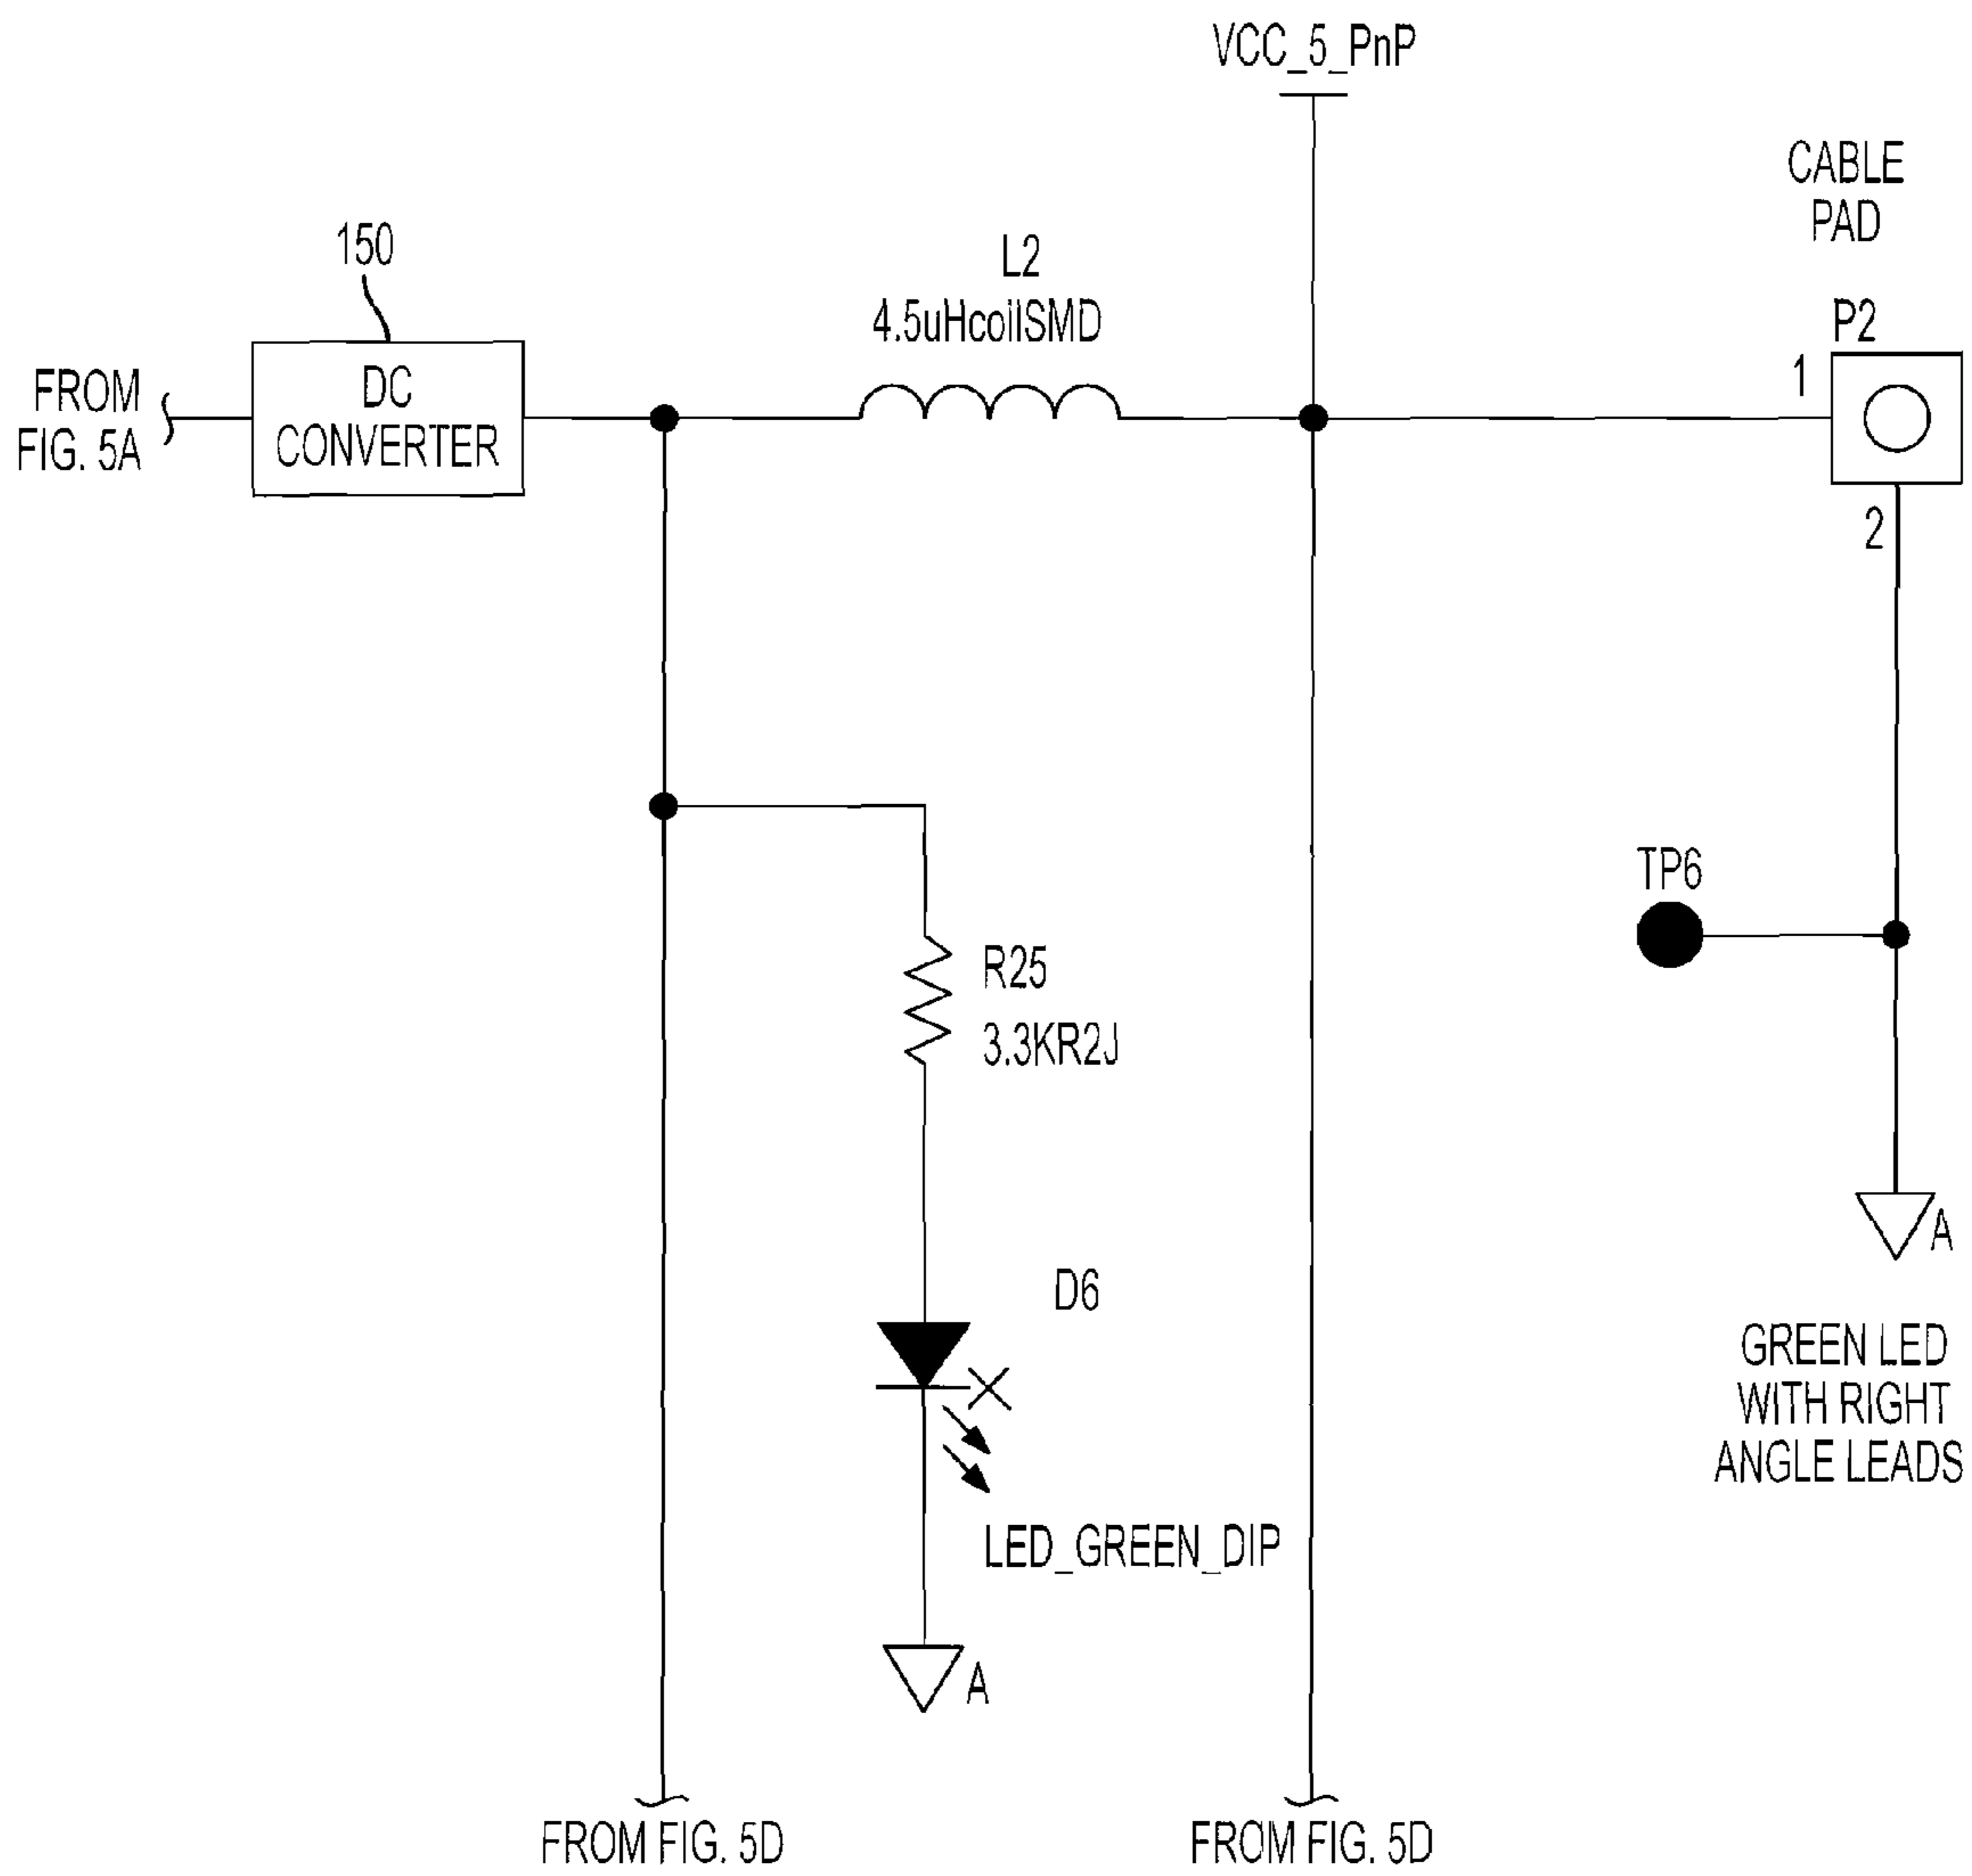 VCC_5_PnP
CABLE
PAD
150
L2
4.5uHcoilSMD
P2
1
FROM
FIG. 5A
DC
CONVERTER
2
TP6
R25
3.3KR2J
A
D6
GREEN LED
WITH RIGHT
ANGLE LEADS
LED_GREEN_DIP
A
FROM FIG. 5D
FROM FIG. 5D